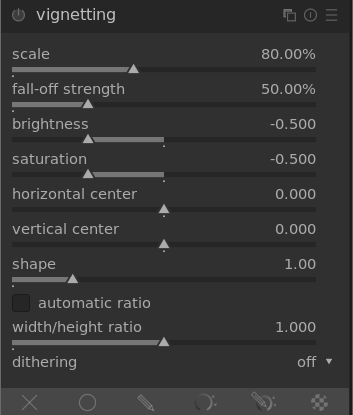 vignetting
scale 80.00%
fall-off strength 50.00%
brightness -0.500
saturation -0.500
horizontal center 0.000
vertical center 0.000
shape 1.00
automatic ratio
width/height ratio 1.000
dithering off